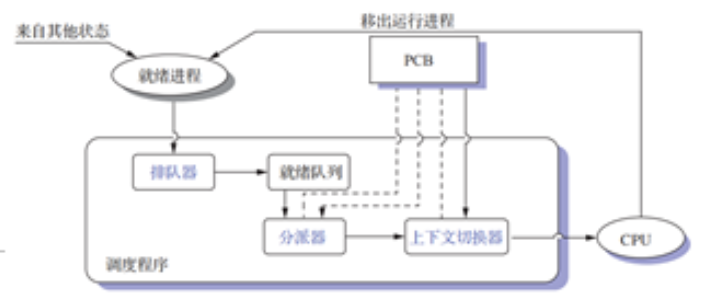 移出运行进程
来自其他状态
PCB
就绪进程
排队器
就绪队列
分派器
上下文切换器
CPU
调度程序